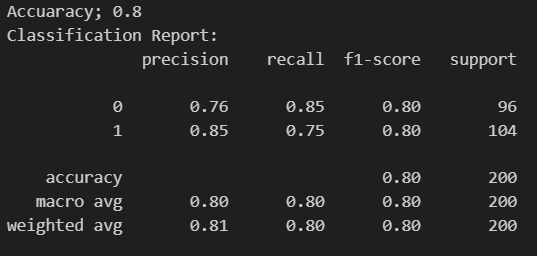 Accuaracy; 0.8
Classification Report:
precision recall f1-score support
0 0.76 0.85 0.80 96
1 0.85 0.75 0.80 104
accuracy 0.80 200
macro avg 0.80 0.80 0.80 200
weighted avg 0.81 0.80 0.80 200